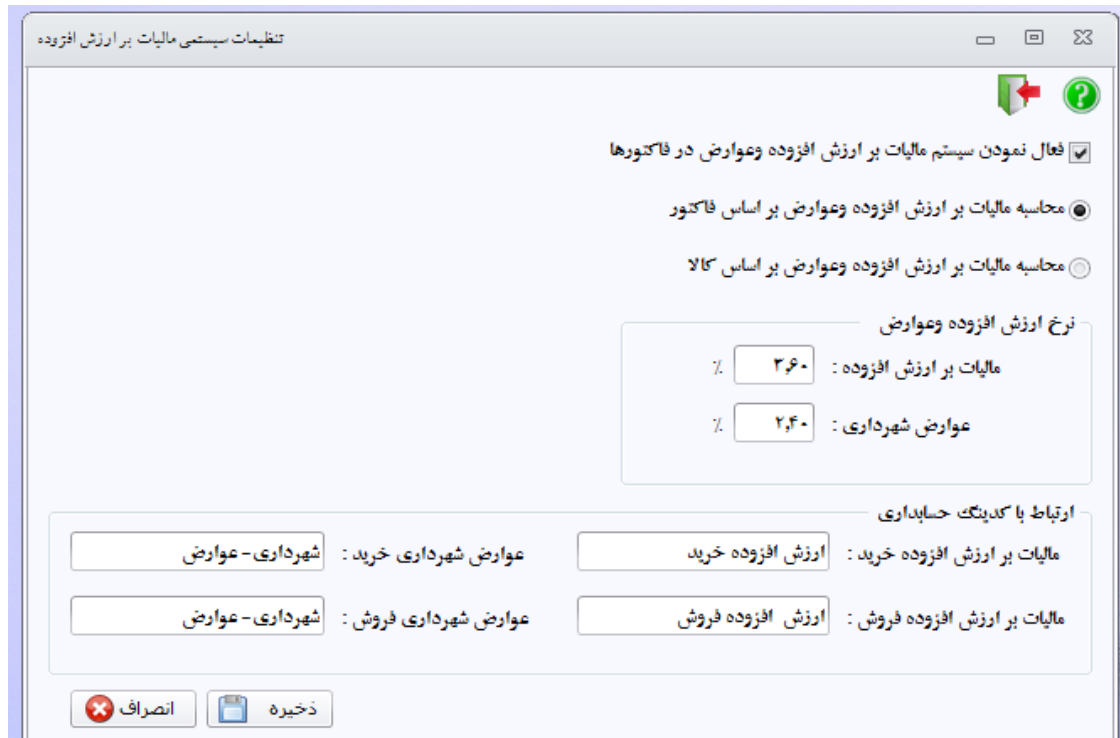 تنظیمات سیستمی مالیات بر ارزش افزوده
فعال نمودن سیستم مالیات بر ارزش افزوده وعوارض در فاکتورها
محاسبه مالیات بر ارزش افزوده وعوارض بر اساس فاکتور
محاسبه مالیات بر ارزش افزوده وعوارض بر اساس کالا
نرخ ارزش افزوده وعوارض
مالیات بر ارزش افزوده : ۳,۶۰ ٪
عوارض شهرداری : ۲,۴۰ ٪
ارتباط با کدینگ حسابداری
مالیات بر ارزش افزوده خرید : ارزش افزوده خرید عوارض شهرداری خرید : شهرداری-عوارض
مالیات بر ارزش افزوده فروش : ارزش افزوده فروش عوارض شهرداری فروش : شهرداری-عوارض
ذخیره انصراف